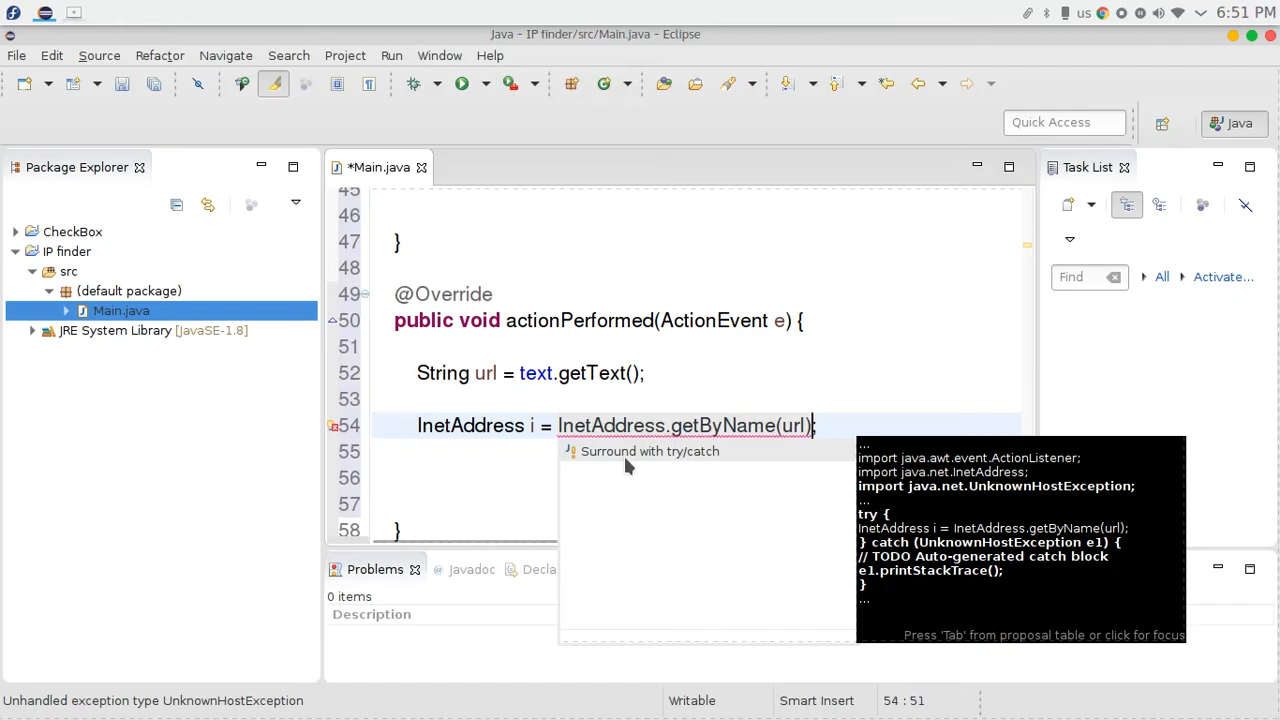 us
6:51 PM
Java - IP finder/src/Main.java - Eclipse
File Edit Source Refactor Navigate Search Project Run Window Help
Quick Access
Java
Package Explorer
*Main.java
Task List
CheckBox
IP finder
src
(default package)
Main.java
JRE System Library [JavaSE-1.8]
45
46
47 }
48
49 @Override
50 public void actionPerformed(ActionEvent e) {
51
52 String url = text.getText();
53
54 InetAddress i = InetAddress.getByName(url);
55
56
57
58 }
Find
All
Activate...
Surround with try/catch
...
import java.awt.event.ActionListener;
import java.net.InetAddress;
import java.net.UnknownHostException;
...
try {
InetAddress i = InetAddress.getByName(url);
} catch (UnknownHostException e1) {
// TODO Auto-generated catch block
e1.printStackTrace();
}
...
Press 'Tab' from proposal table or click for focus
Problems
@ Javadoc
Decla
0 items
Description
Unhandled exception type UnknownHostException
Writable
Smart Insert
54 : 51